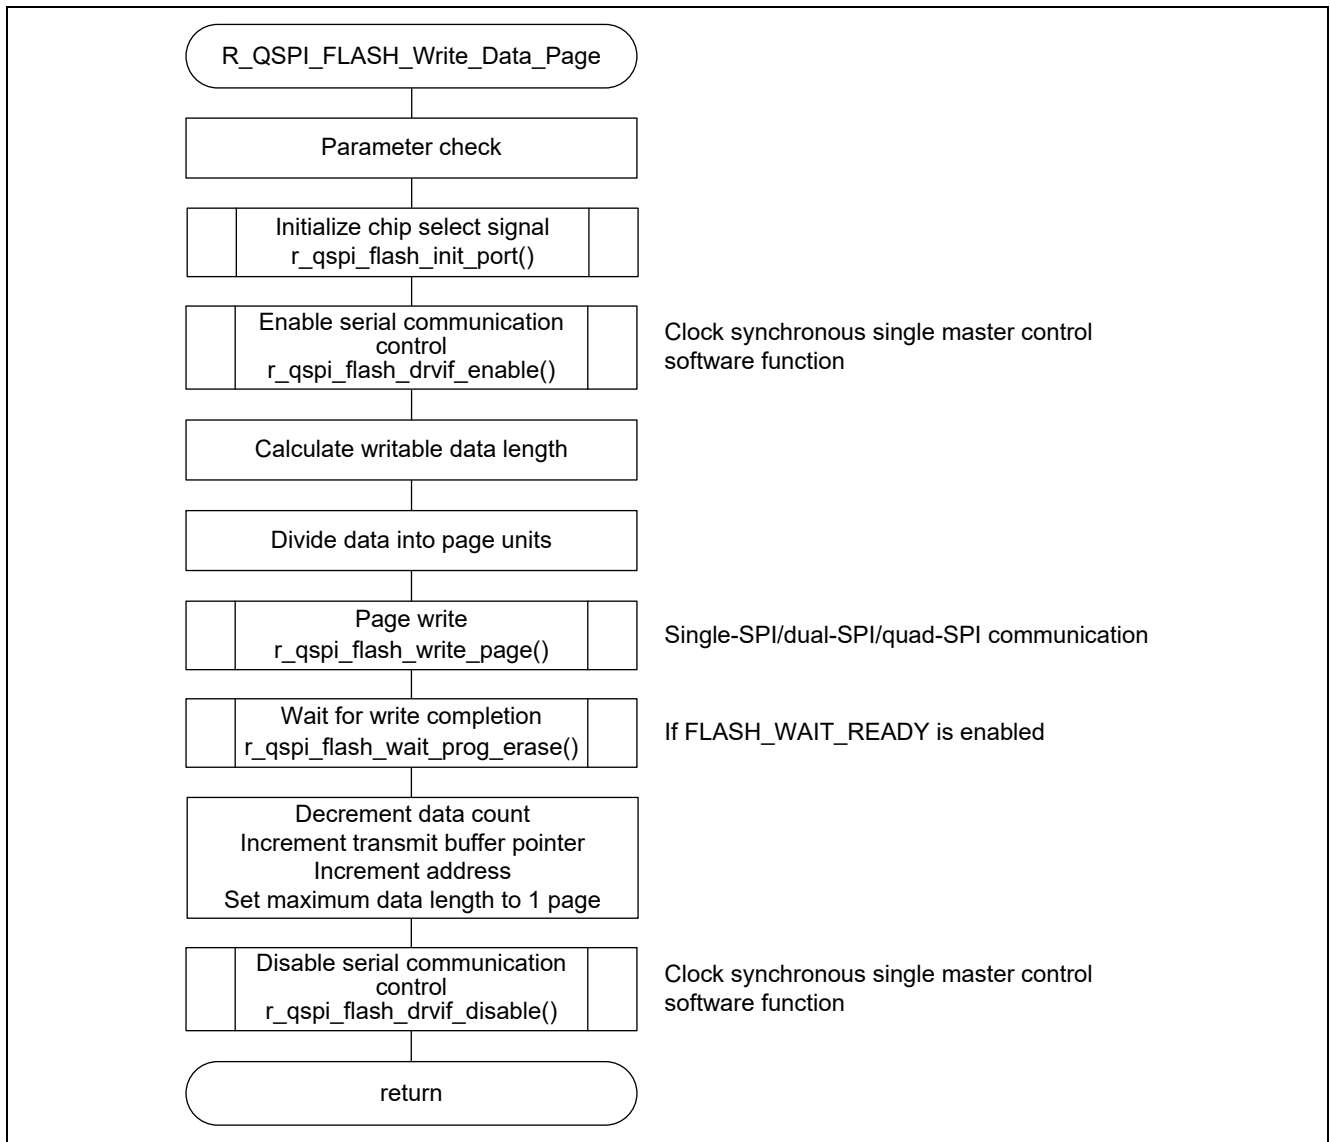 R_QSPI_FLASH_Write_Data_Page
Parameter check
Initialize chip select signal
r_qspi_flash_init_port()
Enable serial communication
control
r_qspi_flash_drvif_enable()
Clock synchronous single master control
software function
Calculate writable data length
Divide data into page units
Page write
r_qspi_flash_write_page()
Single-SPI/dual-SPI/quad-SPI communication
Wait for write completion
r_qspi_flash_wait_prog_erase()
If FLASH_WAIT_READY is enabled
Decrement data count
Increment transmit buffer pointer
Increment address
Set maximum data length to 1 page
Disable serial communication
control
r_qspi_flash_drvif_disable()
Clock synchronous single master control
software function
return